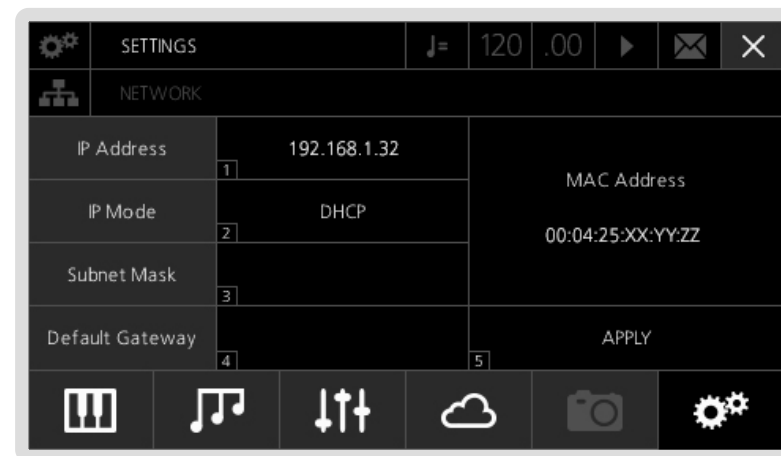 SETTINGS = 120 .00
NETWORK
IP Address 1 192.168.1.32
MAC Address
IP Mode 2 DHCP
00:04:25:XX:YY:ZZ
Subnet Mask 3
Default Gateway 4 5 APPLY